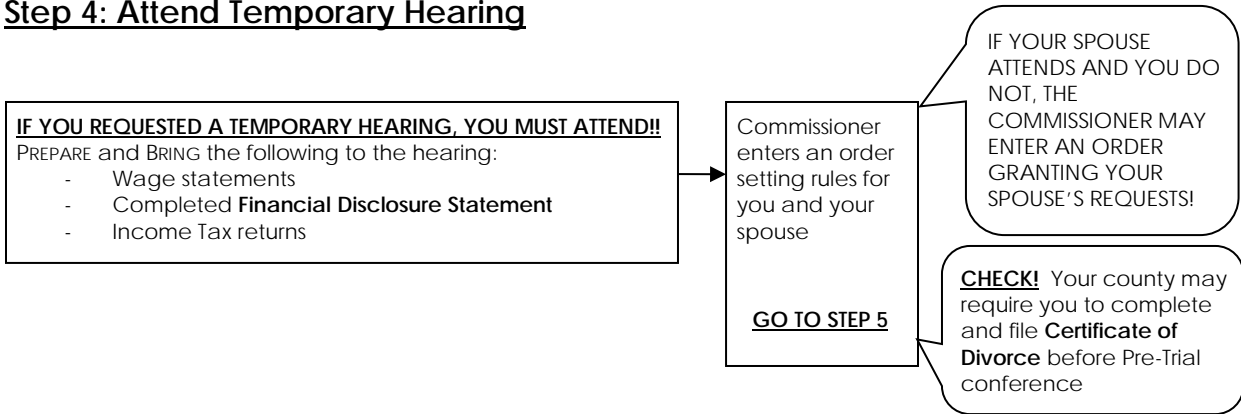 Step 4: Attend Temporary Hearing
IF YOU REQUESTED A TEMPORARY HEARING, YOU MUST ATTEND!!
PREPARE and BRING the following to the hearing:
- Wage statements
- Completed Financial Disclosure Statement
- Income Tax returns
Commissioner
enters an order
setting rules for
you and your
spouse
GO TO STEP 5
IF YOUR SPOUSE
ATTENDS AND YOU DO
NOT, THE
COMMISSIONER MAY
ENTER AN ORDER
GRANTING YOUR
SPOUSE’S REQUESTS!
CHECK! Your county may
require you to complete
and file Certificate of
Divorce before Pre-Trial
conference